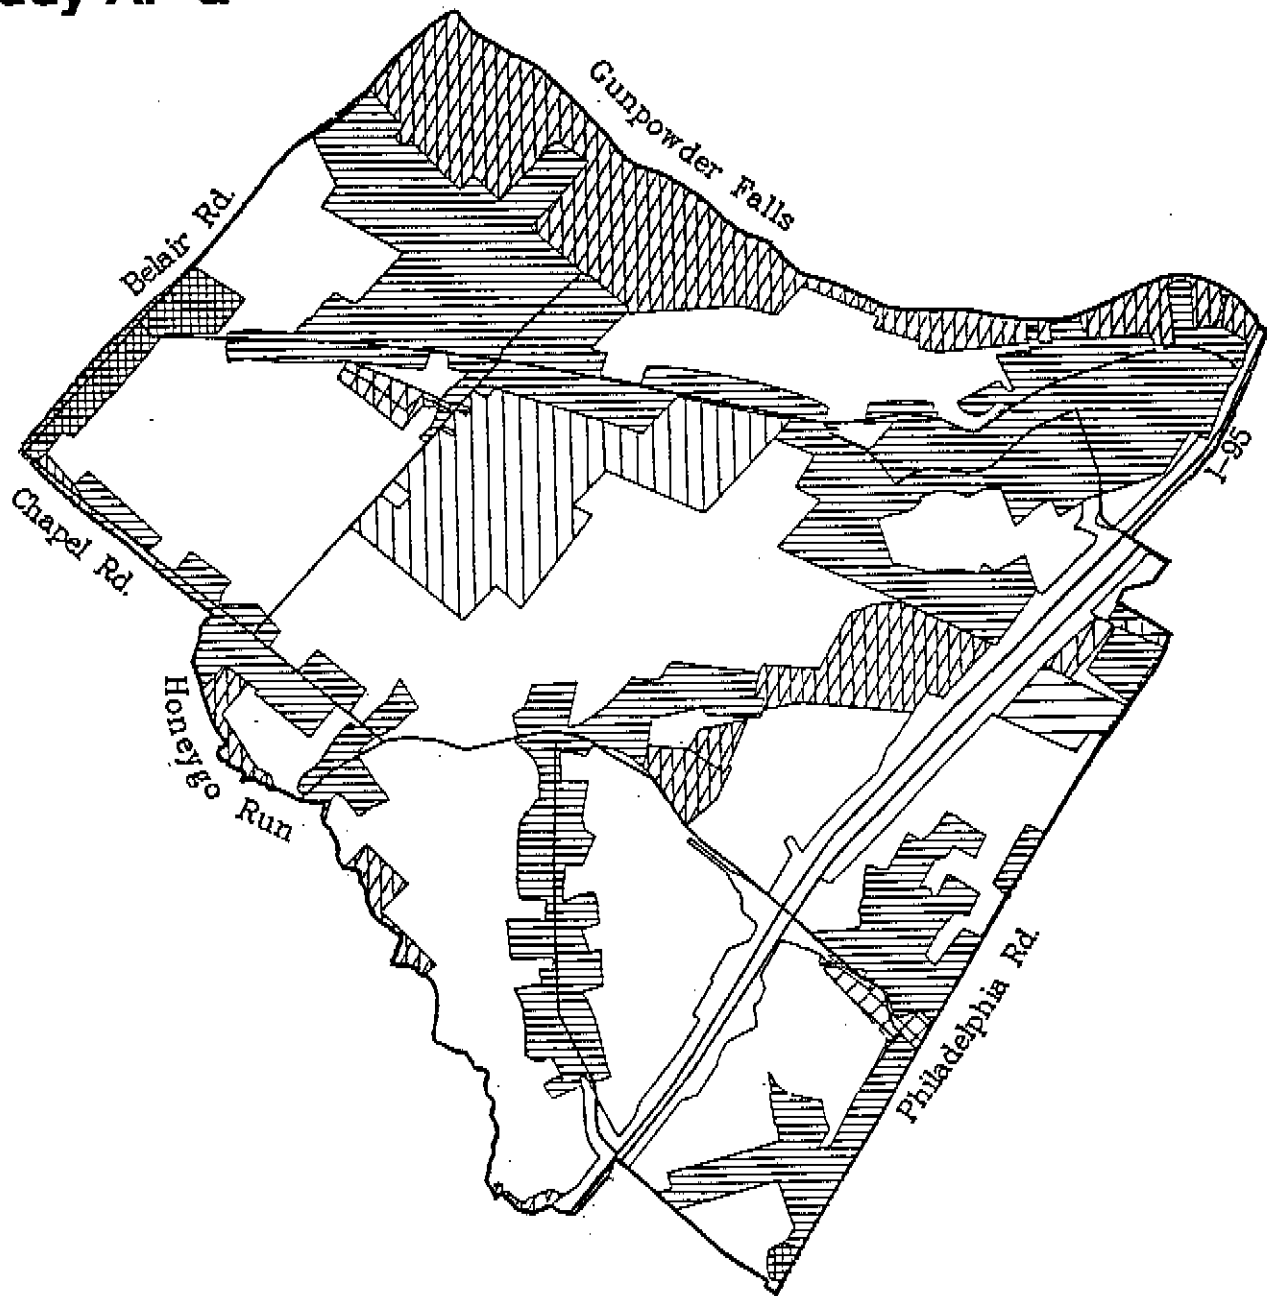 Gunpowder Falls
Belair Rd.
I-95
Chapel Rd.
Honeygo Run
Philadelphia Rd.